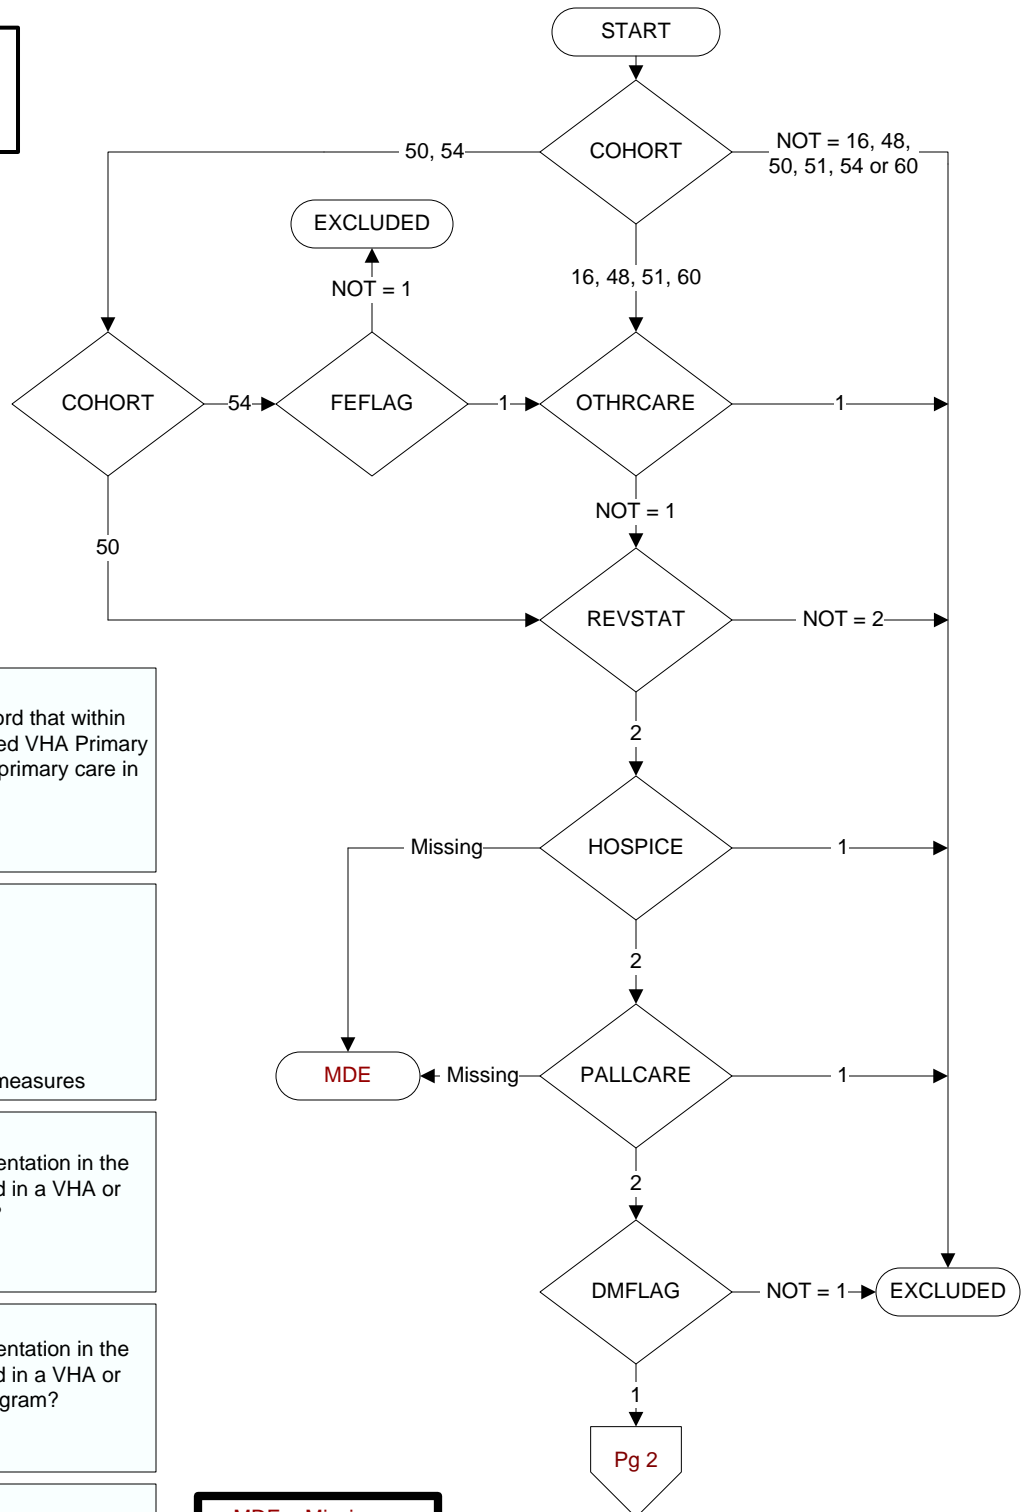 START
COHORT
50, 54
NOT = 16, 48,
50, 51, 54 or 60
EXCLUDED
NOT = 1
16, 48, 51, 60
COHORT
54
FEFLAG
1
OTHRCARE
1
NOT = 1
50
REVSTAT
NOT = 2
2
ord that within
ed VHA Primary
primary care in
Missing
HOSPICE
1
2
measures
MDE
Missing
PALLCARE
1
2
entation in the
d in a VHA or
?
DMFLAG
NOT = 1
EXCLUDED
entation in the
d in a VHA or
gram?
1
Pg 2